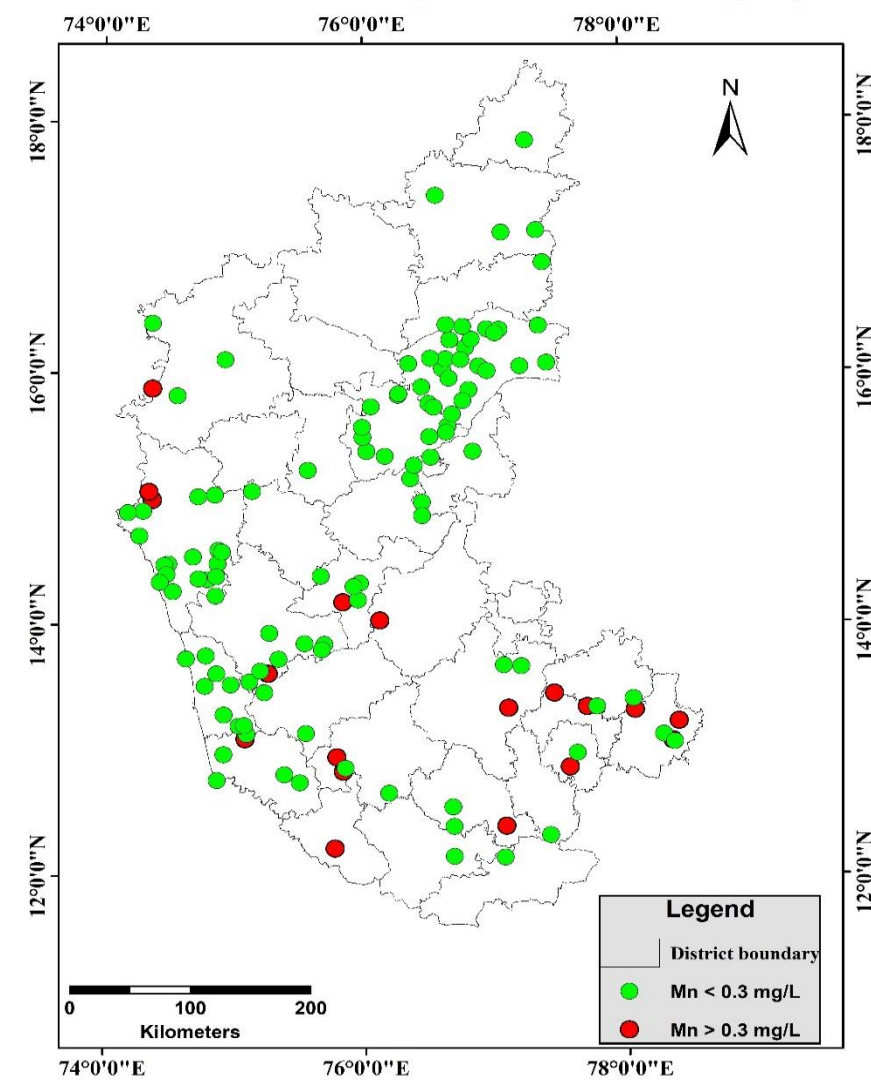 74°0'0"E 76°0'0"E 78°0'0"E
N
18°0'0"N 18°0'0"N
16°0'0"N 16°0'0"N
14°0'0"N 14°0'0"N
12°0'0"N 12°0'0"N
Legend
District boundary
Mn < 0.3 mg/L
Mn > 0.3 mg/L
0 100 200
Kilometers
74°0'0"E 76°0'0"E 78°0'0"E